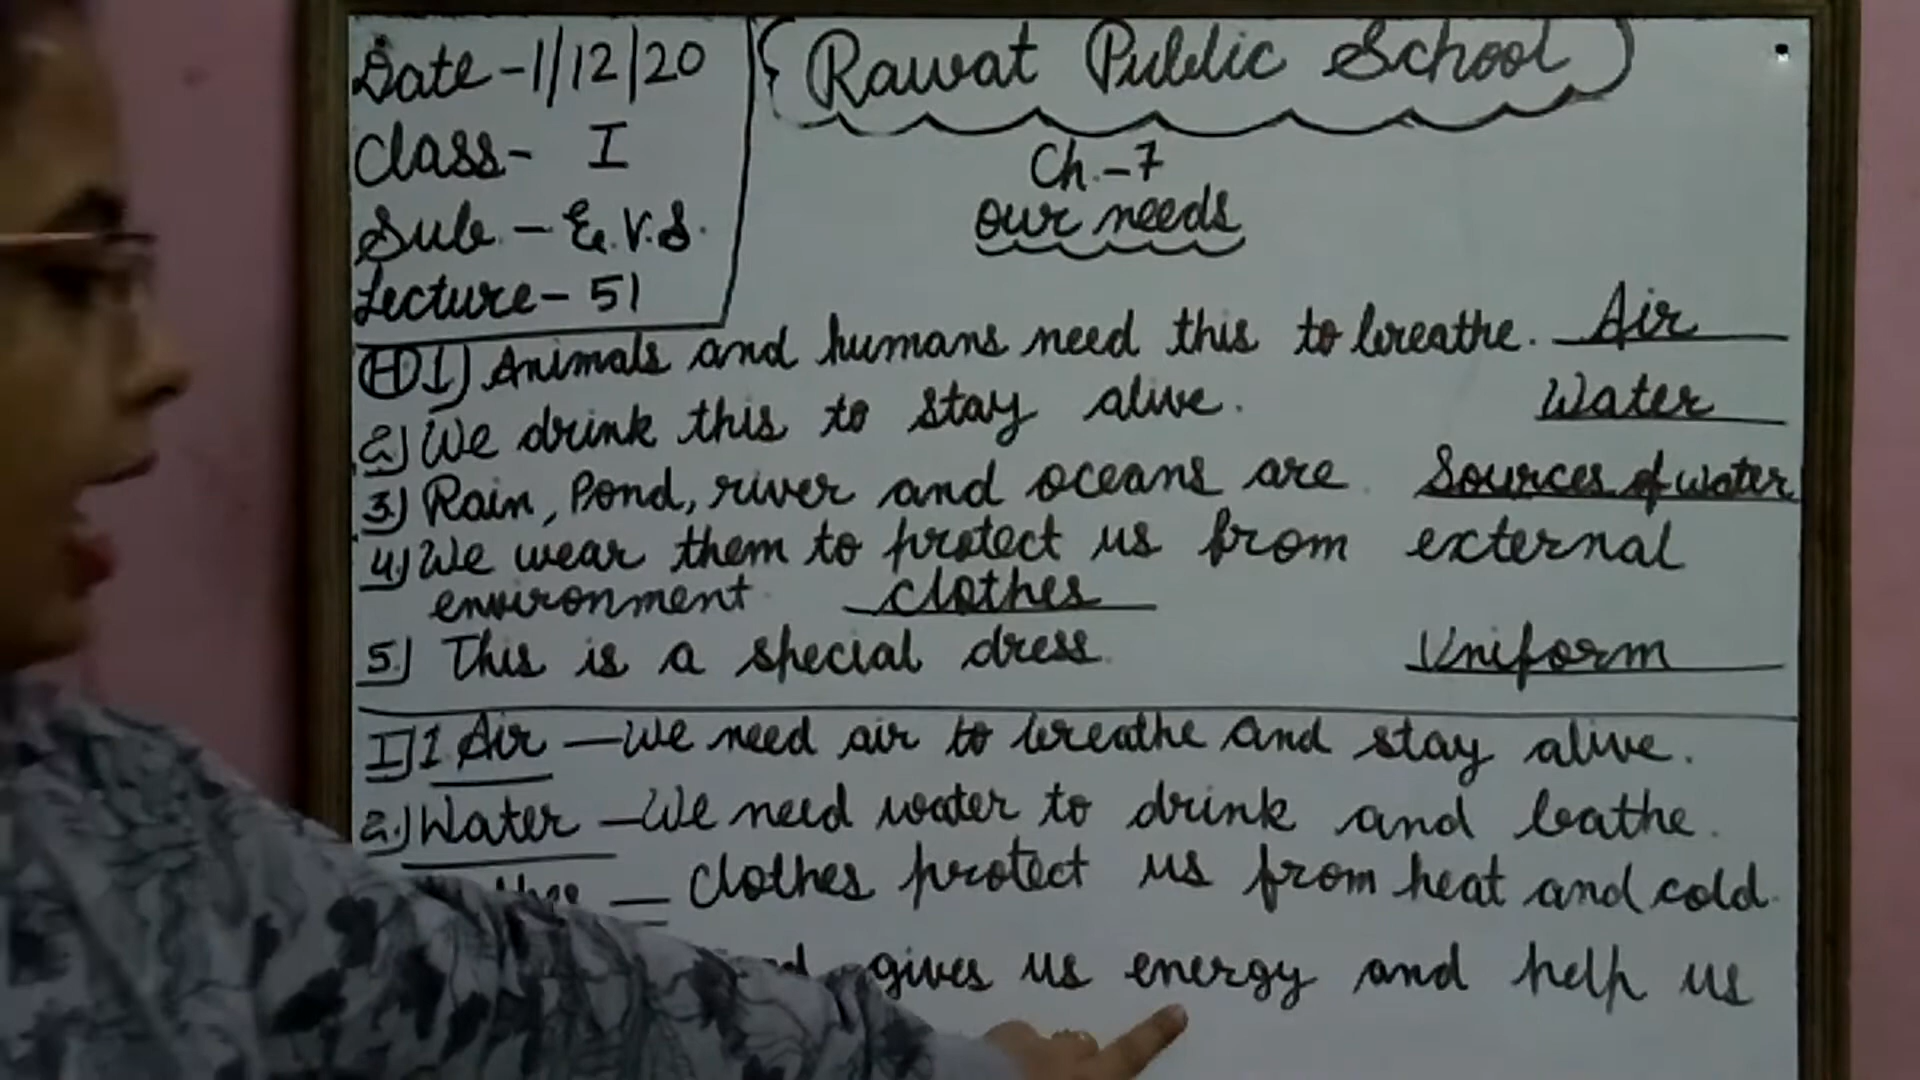 Date - 1/12/20
Class - I
Sub. - E.V.S.
Lecture - 51
Rawat Public School
Ch. - 7
our needs
(H) 1) Animals and humans need this to breathe. Air
2) We drink this to stay alive. Water
3) Rain, Pond, river and oceans are Sources of water
4) We wear them to protect us from external
environment clothes
5) This is a special dress. Uniform
I) 1 Air — We need air to breathe and stay alive.
2.) Water — We need water to drink and bathe.
— Clothes protect us from heat and cold.
gives us energy and help us